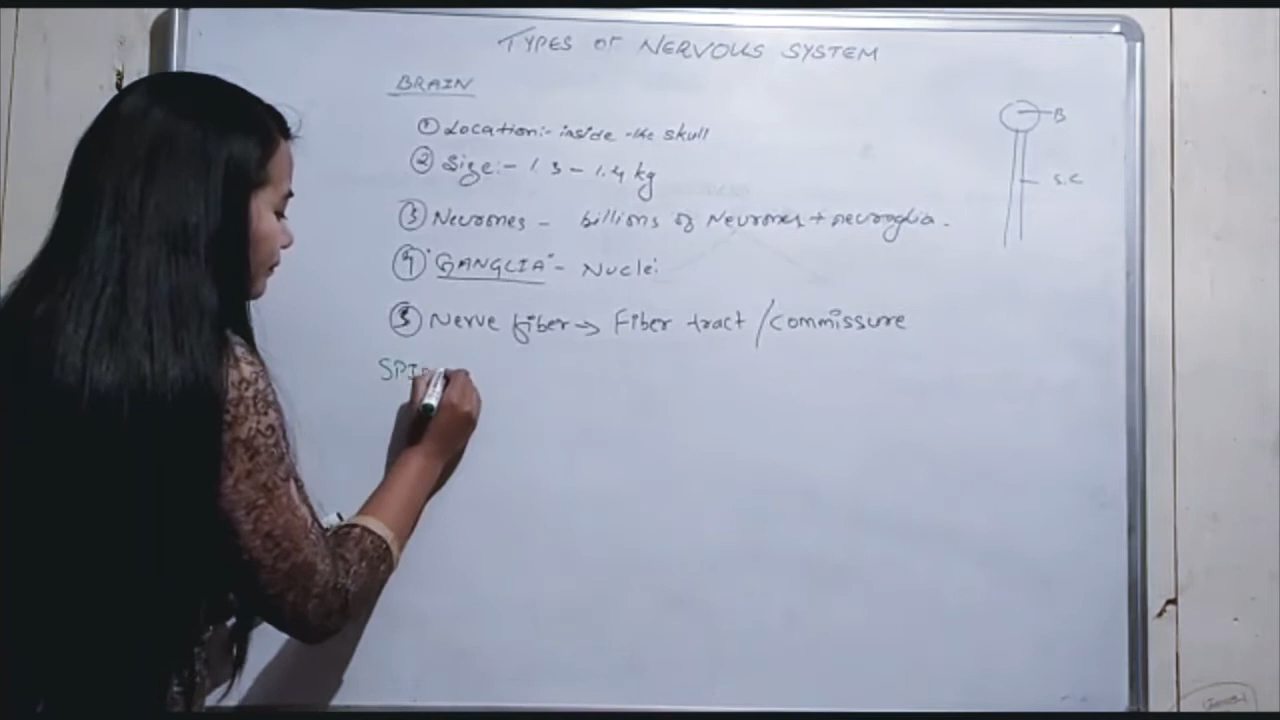 TYPES OF NERVOUS SYSTEM
BRAIN
① Location:- inside the skull
② Size:- 1.3 - 1.4 kg
③ Neurones - billions of Neurones + neuroglia.
④ "GANGLIA" - Nuclei
⑤ Nerve fiber → Fiber tract / commissure
SPI
B
S.C